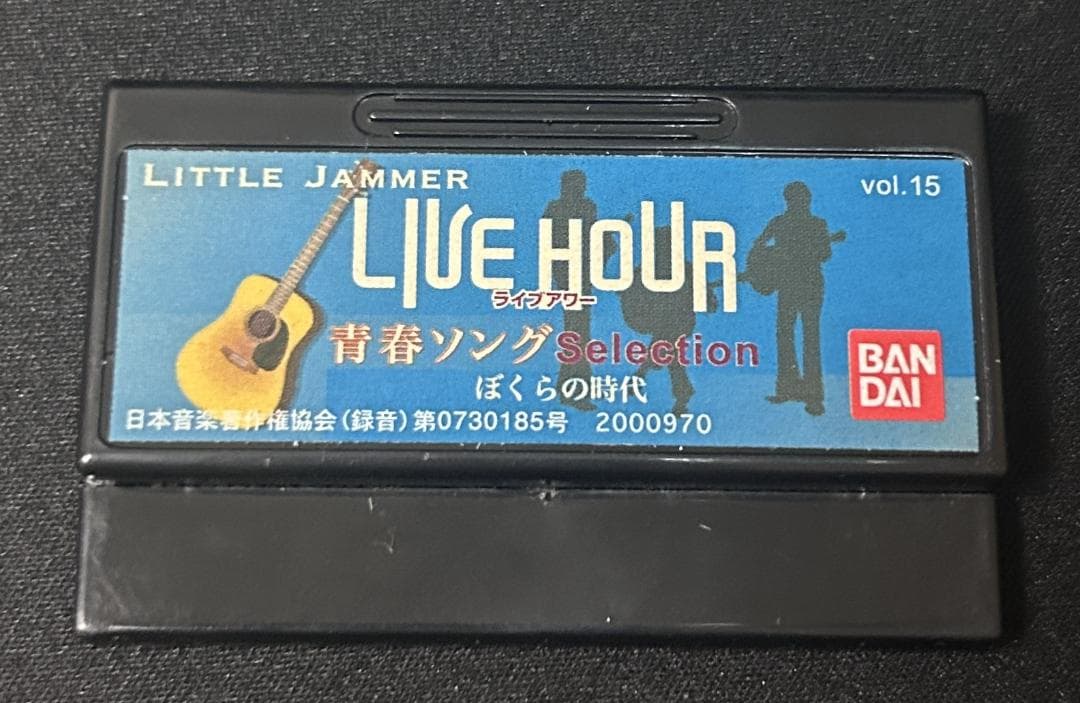 LITTLE JAMMER
vol.15
LIVE HOUR
ライブアワー
青春ソングSelection
ぼくらの時代
BAN
DAI
日本音楽著作権協会(録音)第0730185号 2000970